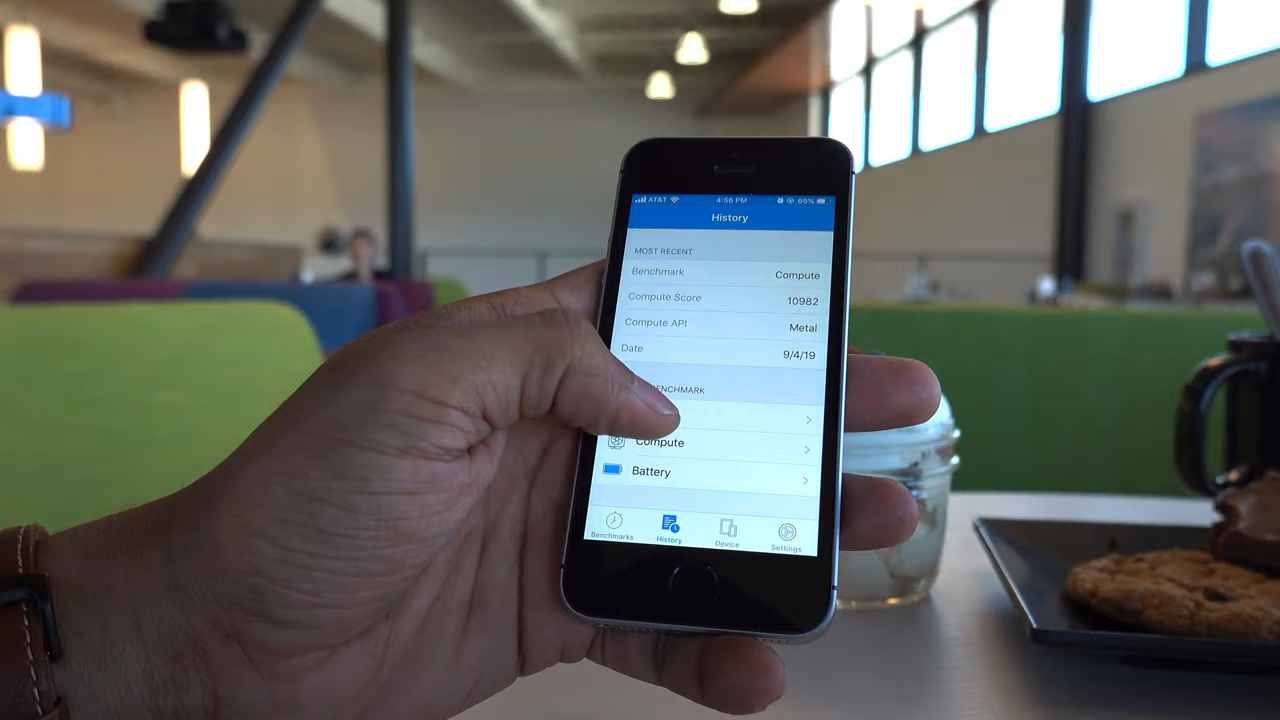 AT&T 4:56 PM 65%
History
MOST RECENT
Benchmark Compute
Compute Score 10982
Compute API Metal
Date 9/4/19
BENCHMARK
Compute
Battery
Benchmarks History Device Settings